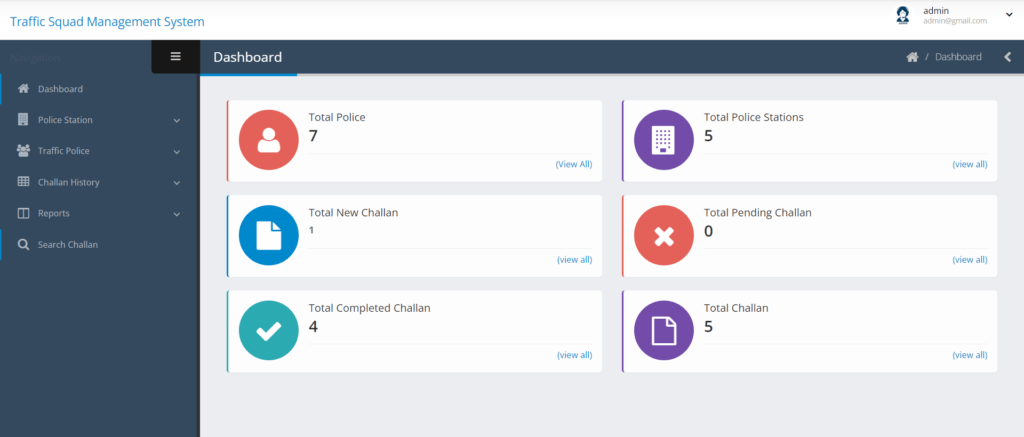 Traffic Squad Management System
admin
admin@gmail.com
Navigation
Dashboard
Dashboard
/ Dashboard
Police Station
Traffic Police
Challan History
Reports
Search Challan
Total Police
7
(View All)
Total Police Stations
5
(view all)
Total New Challan
1
(view all)
Total Pending Challan
0
(view all)
Total Completed Challan
4
(view all)
Total Challan
5
(view all)